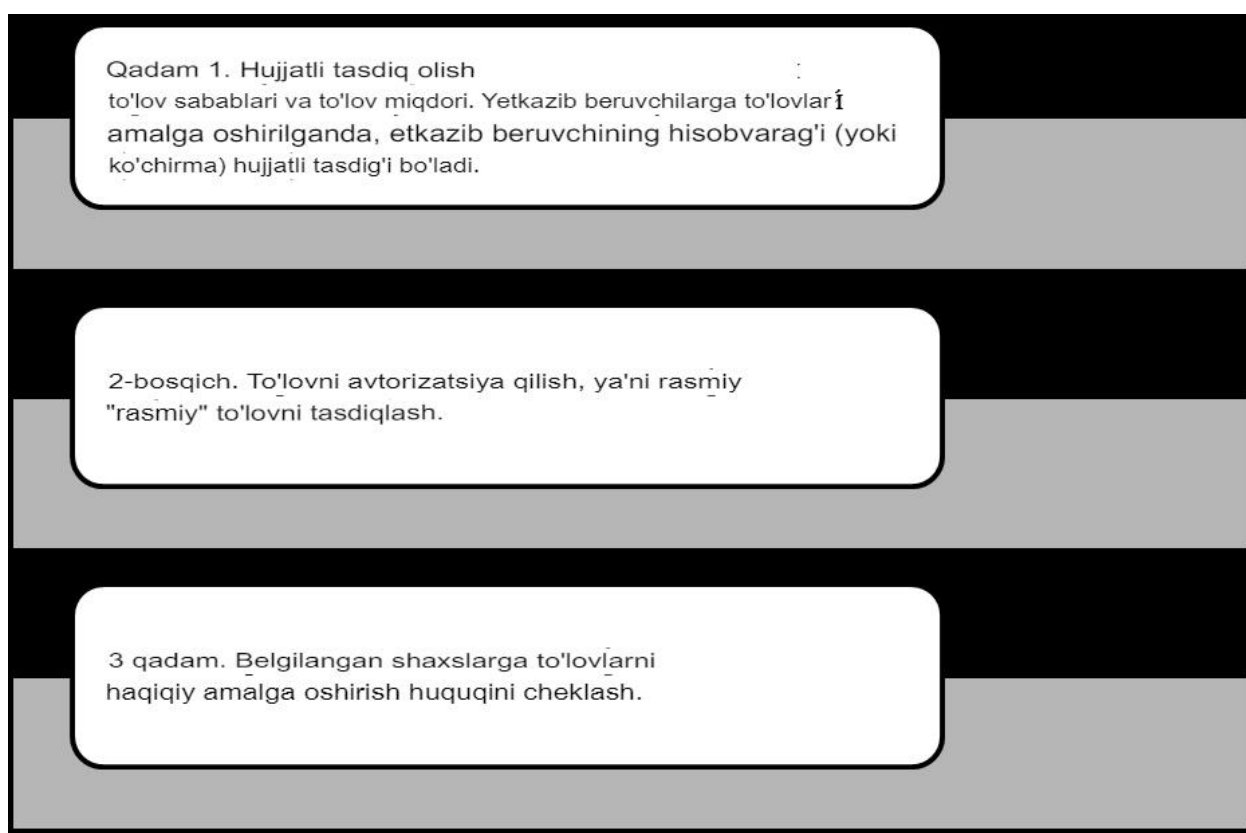 Qadam 1. Hujjatli tasdiq olish
to'lov sabablari va to'lov miqdori. Yetkazib beruvchilarga to'lovları
amalga oshirilganda, etkazib beruvchining hisobvarag'i (yoki
ko'chirma) hujjatli tasdig'i bo'ladi.
2-bosqich. To'lovni avtorizatsiya qilish, ya'ni rasmiy
"rasmiy" to'lovni tasdiqlash.
3 qadam. Belgilangan shaxslarga to'lovlarni
haqiqiy amalga oshirish huquqini cheklash.